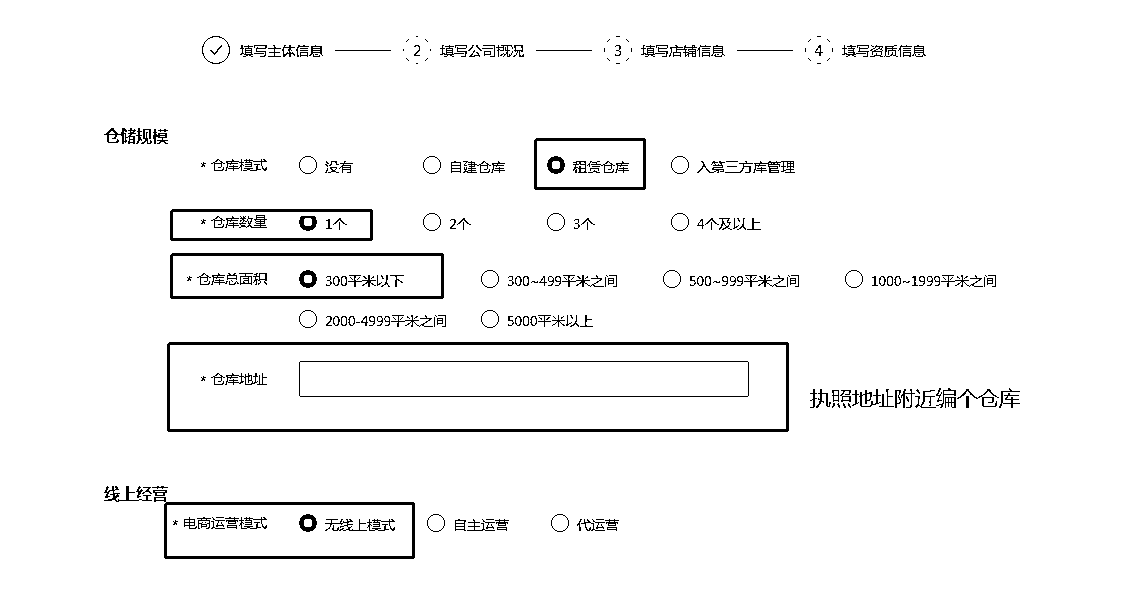 填写主体信息 2 填写公司概况 3 填写店铺信息 4 填写资质信息
仓储规模
* 仓库模式 没有 自建仓库 租赁仓库 入第三方库管理
* 仓库数量 1个 2个 3个 4个及以上
* 仓库总面积 300平米以下 300~499平米之间 500~999平米之间 1000~1999平米之间
2000-4999平米之间 5000平米以上
* 仓库地址
执照地址附近编个仓库
线上经营
* 电商运营模式 无线上模式 自主运营 代运营